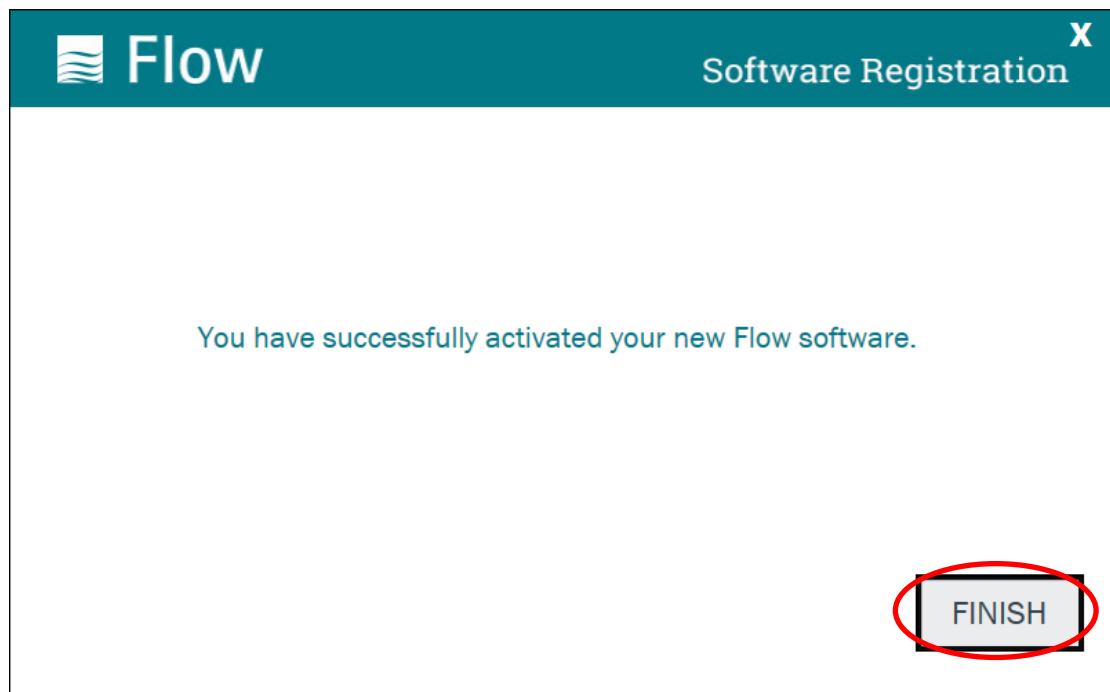 Flow
X
Software Registration
You have successfully activated your new Flow software.
FINISH